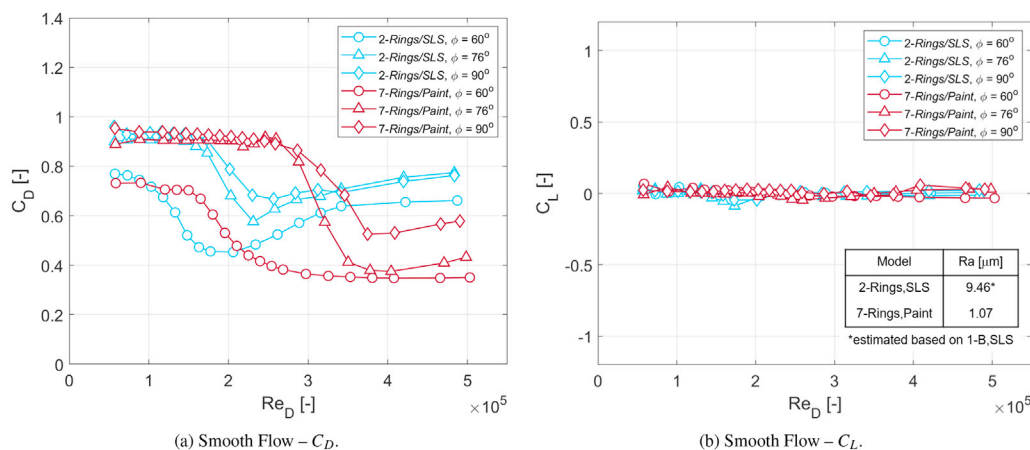 1.4
1.2
1
0.8
0.6
0.4
0.2
0
C_D [-]
0
1
2
3
4
5
Re_D [-]
×10^5
2-Rings/SLS, ϕ = 60°
2-Rings/SLS, ϕ = 76°
2-Rings/SLS, ϕ = 90°
7-Rings/Paint, ϕ = 60°
7-Rings/Paint, ϕ = 76°
7-Rings/Paint, ϕ = 90°
(a) Smooth Flow – C_D.
1
0.5
0
-0.5
-1
C_L [-]
0
1
2
3
4
5
Re_D [-]
×10^5
2-Rings/SLS, ϕ = 60°
2-Rings/SLS, ϕ = 76°
2-Rings/SLS, ϕ = 90°
7-Rings/Paint, ϕ = 60°
7-Rings/Paint, ϕ = 76°
7-Rings/Paint, ϕ = 90°
Model Ra [μm]
2-Rings,SLS 9.46*
7-Rings,Paint 1.07
*estimated based on 1-B,SLS
(b) Smooth Flow – C_L.